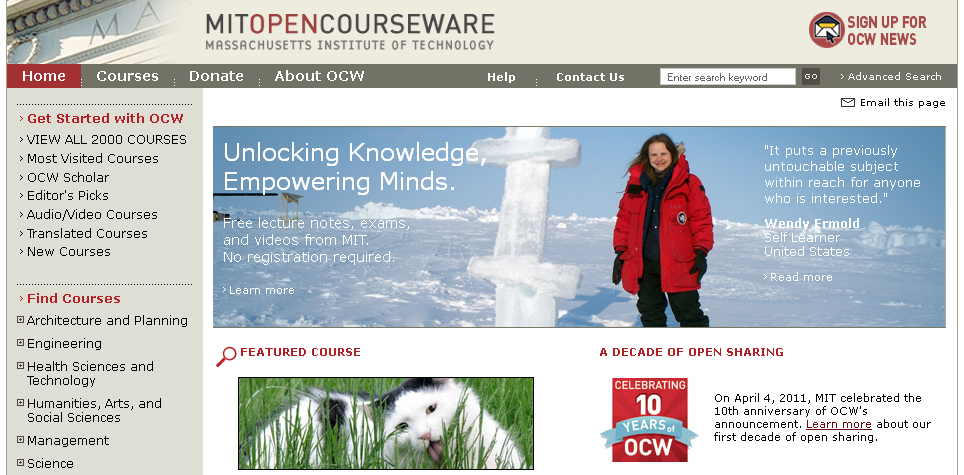 MITOPENCOURSEWARE
MASSACHUSETTS INSTITUTE OF TECHNOLOGY
SIGN UP FOR
OCW NEWS
Home
Courses
Donate
About OCW
Help
Contact Us
Enter search keyword
GO
Advanced Search
Email this page
Get Started with OCW
VIEW ALL 2000 COURSES
Most Visited Courses
OCW Scholar
Editor's Picks
Audio/Video Courses
Translated Courses
New Courses
Find Courses
Architecture and Planning
Engineering
Health Sciences and
Technology
Humanities, Arts, and
Social Sciences
Management
Science
Unlocking Knowledge,
Empowering Minds.
Free lecture notes, exams,
and videos from MIT.
No registration required.
Learn more
"It puts a previously
untouchable subject
within reach for anyone
who is interested."
Wendy Ermold
Self Learner
United States
Read more
FEATURED COURSE
A DECADE OF OPEN SHARING
CELEBRATING
10
YEARS of
OCW
On April 4, 2011, MIT celebrated the
10th anniversary of OCW's
announcement. Learn more about our
first decade of open sharing.